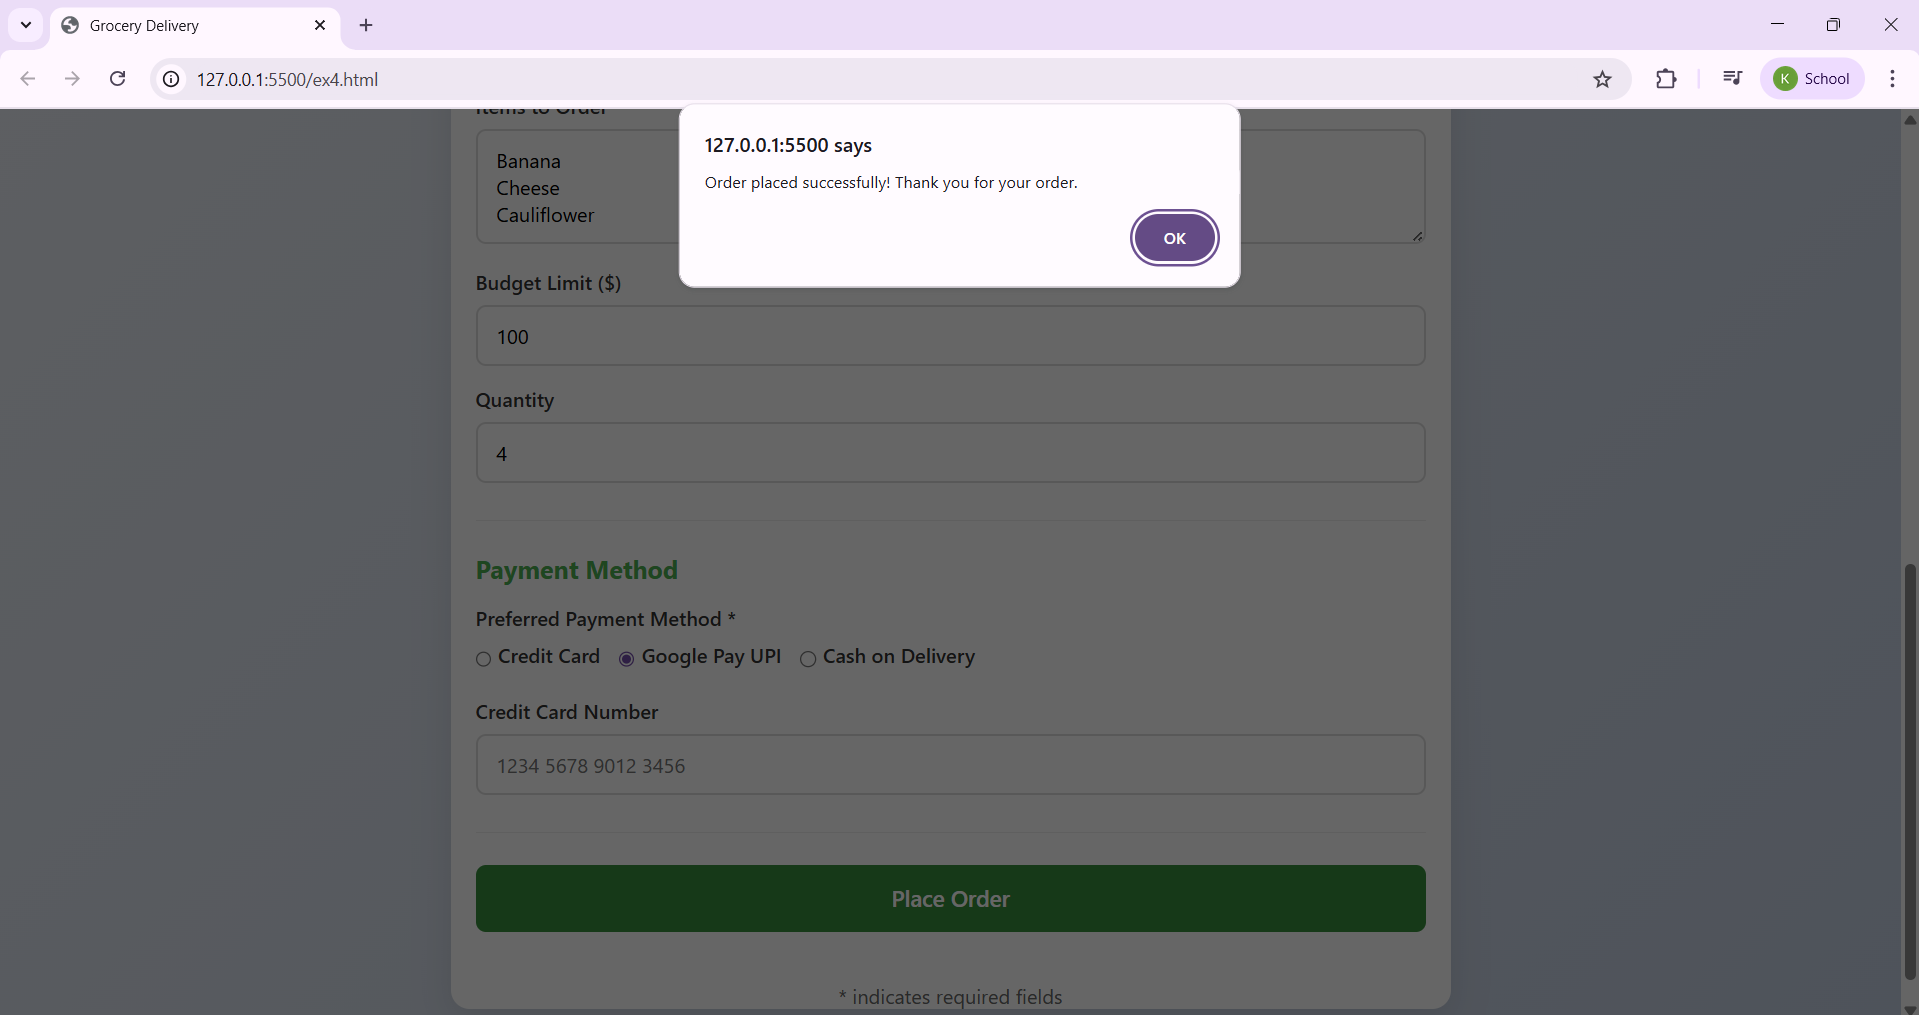 Grocery Delivery
127.0.0.1:5500/ex4.html
K School
Items to Order
127.0.0.1:5500 says
Order placed successfully! Thank you for your order.
OK
Banana
Cheese
Cauliflower
Budget Limit ($)
100
Quantity
4
Payment Method
Preferred Payment Method *
Credit Card Google Pay UPI Cash on Delivery
Credit Card Number
1234 5678 9012 3456
Place Order
* indicates required fields